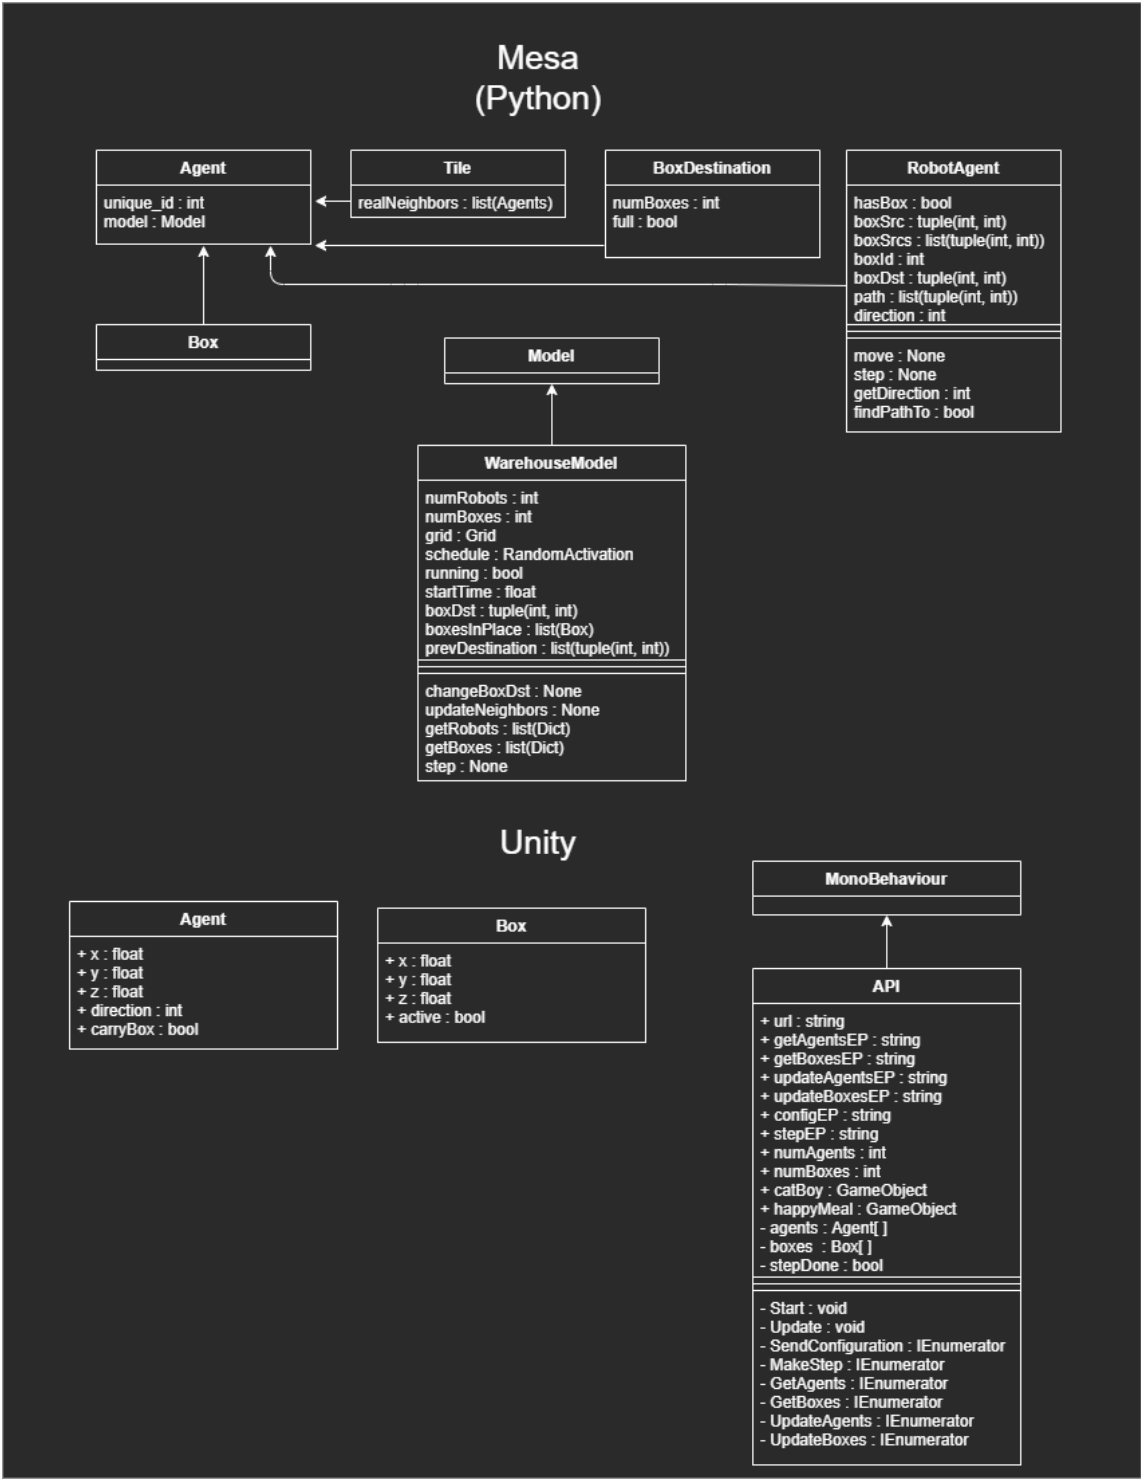 Mesa
(Python)
Agent
unique_id : int
model : Model
Tile
realNeighbors : list(Agents)
BoxDestination
numBoxes : int
full : bool
RobotAgent
hasBox : bool
boxSrc : tuple(int, int)
boxSrcs : list(tuple(int, int))
boxId : int
boxDst : tuple(int, int)
path : list(tuple(int, int))
direction : int
move : None
step : None
getDirection : int
findPathTo : bool
Box
Model
WarehouseModel
numRobots : int
numBoxes : int
grid : Grid
schedule : RandomActivation
running : bool
startTime : float
boxDst : tuple(int, int)
boxesInPlace : list(Box)
prevDestination : list(tuple(int, int))
changeBoxDst : None
updateNeighbors : None
getRobots : list(Dict)
getBoxes : list(Dict)
step : None
Unity
Agent
+ x : float
+ y : float
+ z : float
+ direction : int
+ carryBox : bool
Box
+ x : float
+ y : float
+ z : float
+ active : bool
MonoBehaviour
API
+ url : string
+ getAgentsEP : string
+ getBoxesEP : string
+ updateAgentsEP : string
+ updateBoxesEP : string
+ configEP : string
+ stepEP : string
+ numAgents : int
+ numBoxes : int
+ catBoy : GameObject
+ happyMeal : GameObject
- agents : Agent[ ]
- boxes  : Box[ ]
- stepDone : bool
- Start : void
- Update : void
- SendConfiguration : IEnumerator
- MakeStep : IEnumerator
- GetAgents : IEnumerator
- GetBoxes : IEnumerator
- UpdateAgents : IEnumerator
- UpdateBoxes : IEnumerator